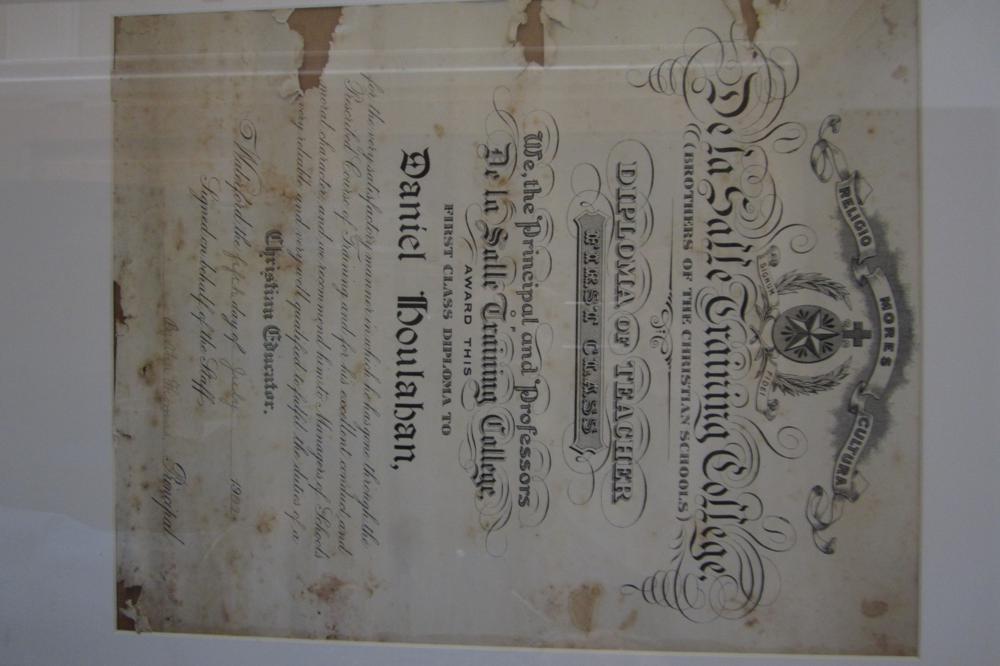 RELIGIO MORES CULTURA
SIGNUM FIDEI
De la Salle Training College,
(BROTHERS OF THE CHRISTIAN SCHOOLS)
DIPLOMA OF TEACHER
FIRST CLASS
We, the Principal and Professors
OF
De la Salle Training College,
AWARD THIS
FIRST CLASS DIPLOMA TO
Daniel Houlahan,
for the very satisfactory manner in which he has gone through the
Prescribed Course of Training and for his excellent conduct and
moral character, and we recommend him to Managers of Schools
very reliable and very well qualified to fulfil the duties of a
Christian Educator.
Waterford the day of July
Signed on behalf of the Staff,
Principal